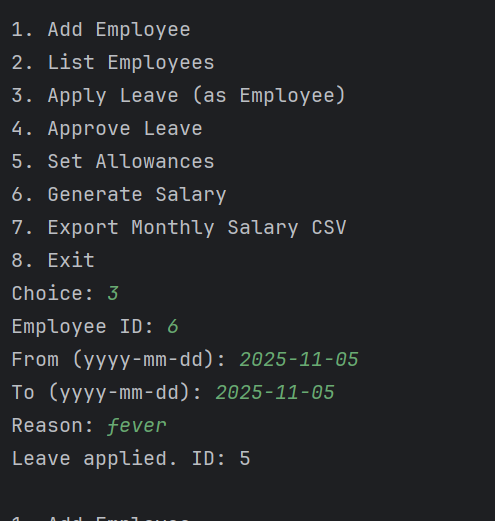 1. Add Employee
2. List Employees
3. Apply Leave (as Employee)
4. Approve Leave
5. Set Allowances
6. Generate Salary
7. Export Monthly Salary CSV
8. Exit
Choice: 3
Employee ID: 6
From (yyyy-mm-dd): 2025-11-05
To (yyyy-mm-dd): 2025-11-05
Reason: fever
Leave applied. ID: 5
1. Add Employee